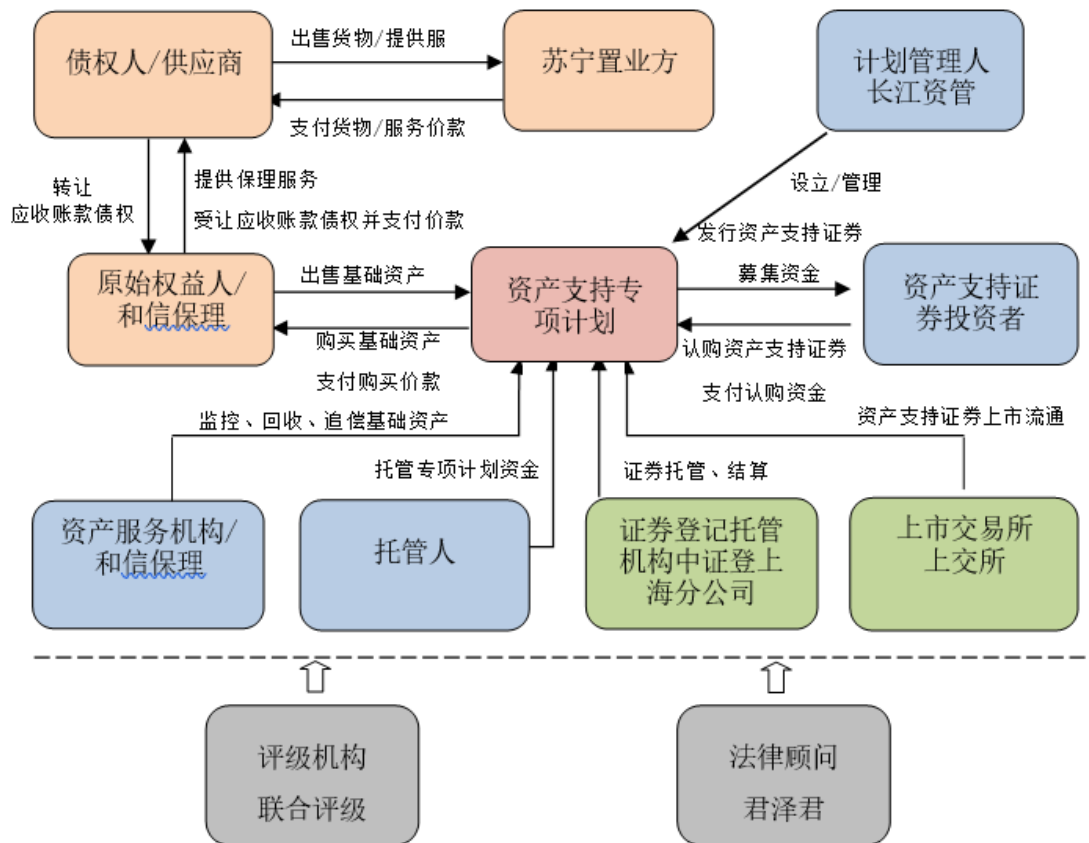 债权人/供应商
出售货物/提供服
支付货物/服务价款
苏宁置业方
计划管理人
长江资管
转让
应收账款债权
提供保理服务
受让应收账款债权并支付价款
设立/管理
发行资产支持证券
原始权益人/
和信保理
出售基础资产
购买基础资产
支付购买价款
资产支持专
项计划
募集资金
认购资产支持证券
支付认购资金
资产支持证
券投资者
监控、回收、追偿基础资产
托管专项计划资金
证券托管、结算
资产支持证券上市流通
资产服务机构/
和信保理
托管人
证券登记托管
机构中证登上
海分公司
上市交易所
上交所
评级机构
联合评级
法律顾问
君泽君